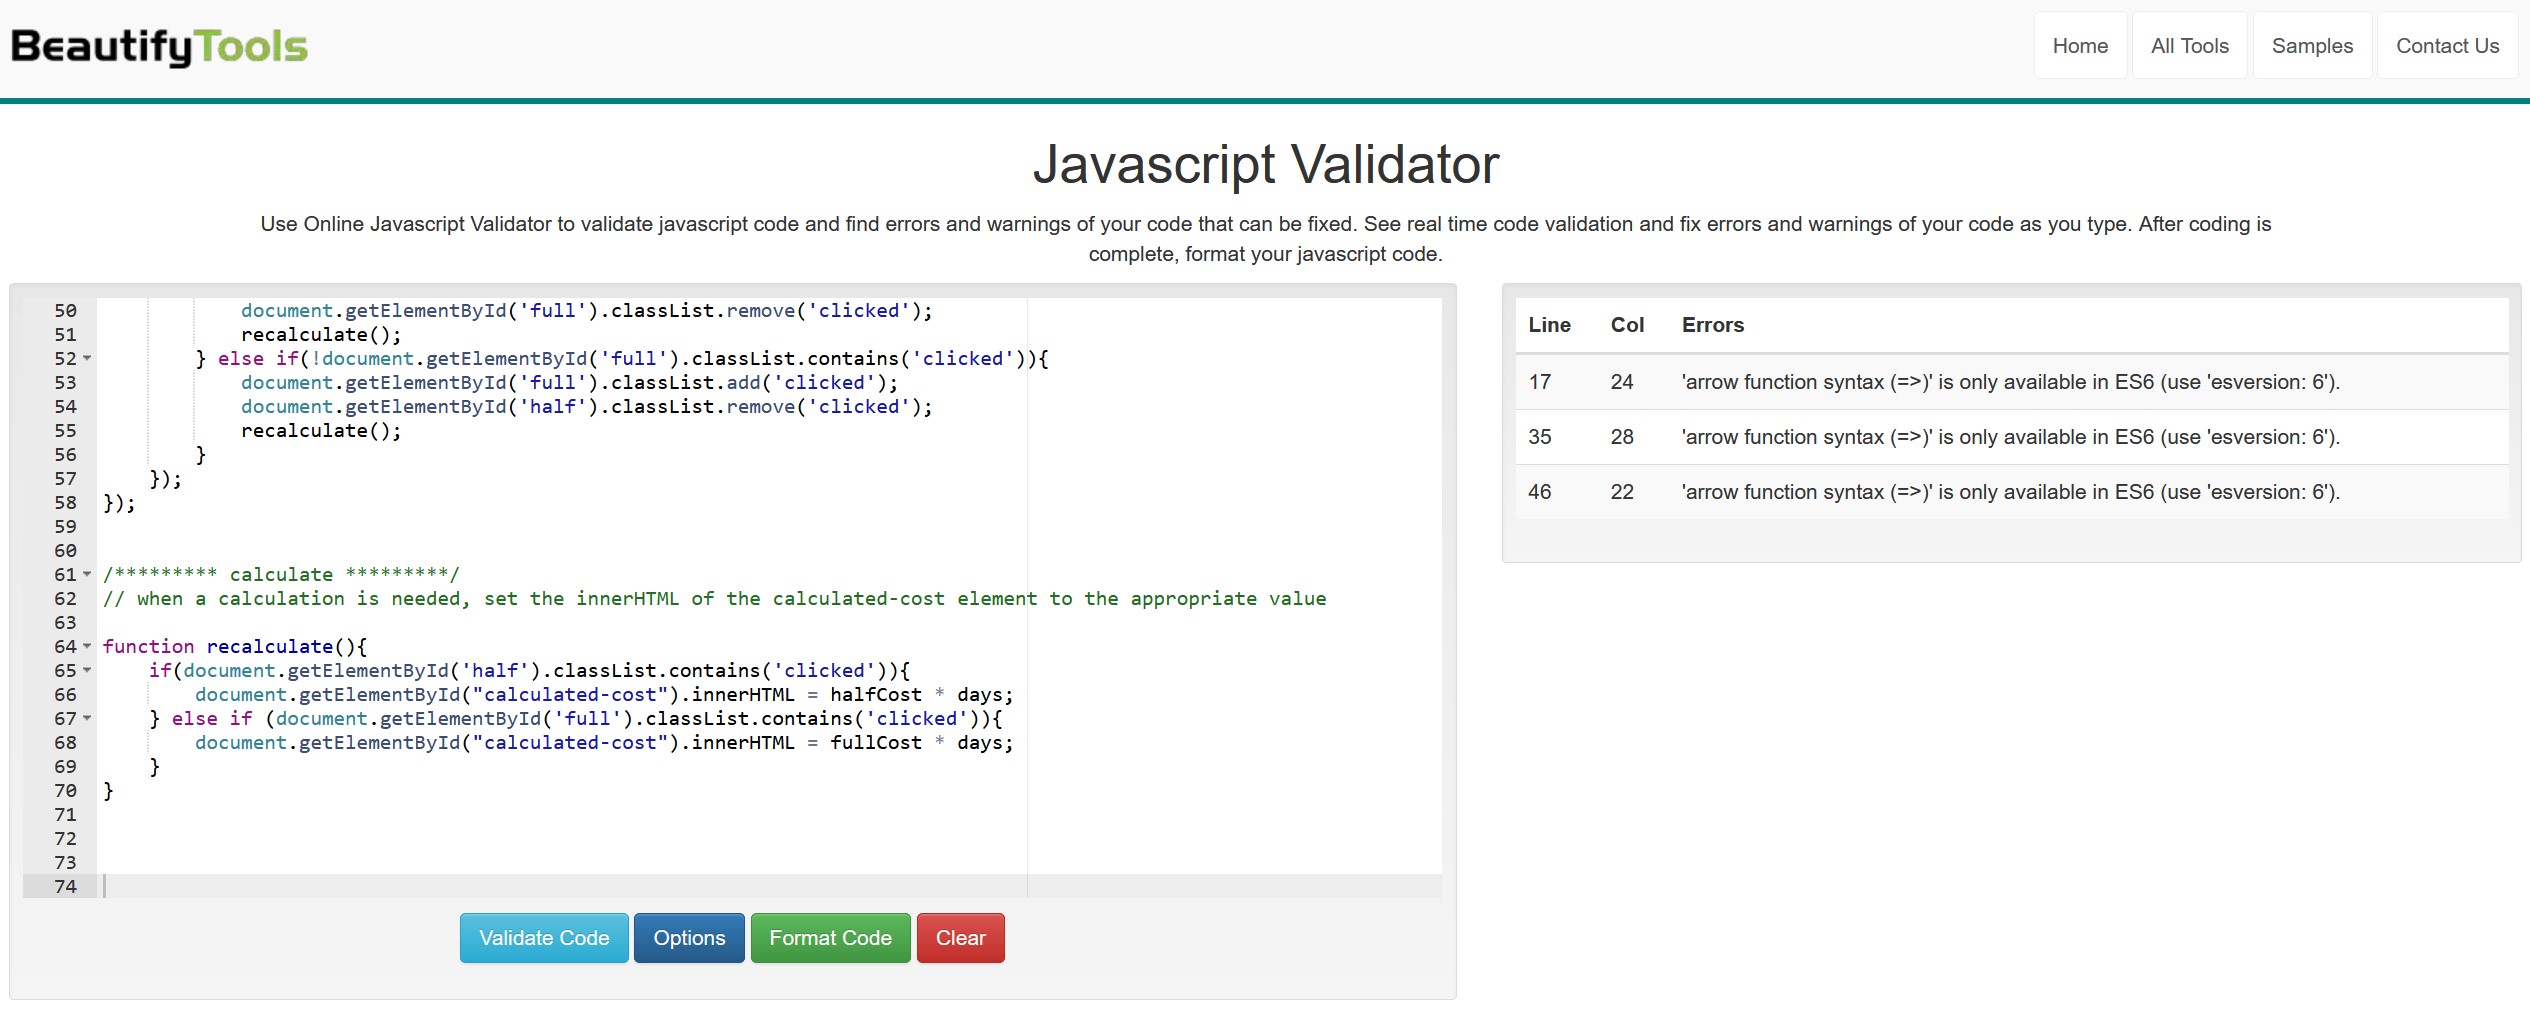 BeautifyTools
Home
All Tools
Samples
Contact Us
Javascript Validator
Use Online Javascript Validator to validate javascript code and find errors and warnings of your code that can be fixed. See real time code validation and fix errors and warnings of your code as you type. After coding is
complete, format your javascript code.
50 document.getElementById('full').classList.remove('clicked');
51 recalculate();
52 } else if(!document.getElementById('full').classList.contains('clicked')){
53 document.getElementById('full').classList.add('clicked');
54 document.getElementById('half').classList.remove('clicked');
55 recalculate();
56 }
57 });
58 });
59
60
61 /********* calculate *********/
62 // when a calculation is needed, set the innerHTML of the calculated-cost element to the appropriate value
63
64 function recalculate(){
65 if(document.getElementById('half').classList.contains('clicked')){
66 document.getElementById("calculated-cost").innerHTML = halfCost * days;
67 } else if (document.getElementById('full').classList.contains('clicked')){
68 document.getElementById("calculated-cost").innerHTML = fullCost * days;
69 }
70 }
71
72
73
74
Validate Code
Options
Format Code
Clear
Line Col Errors
17 24 'arrow function syntax (=>)' is only available in ES6 (use 'esversion: 6').
35 28 'arrow function syntax (=>)' is only available in ES6 (use 'esversion: 6').
46 22 'arrow function syntax (=>)' is only available in ES6 (use 'esversion: 6').